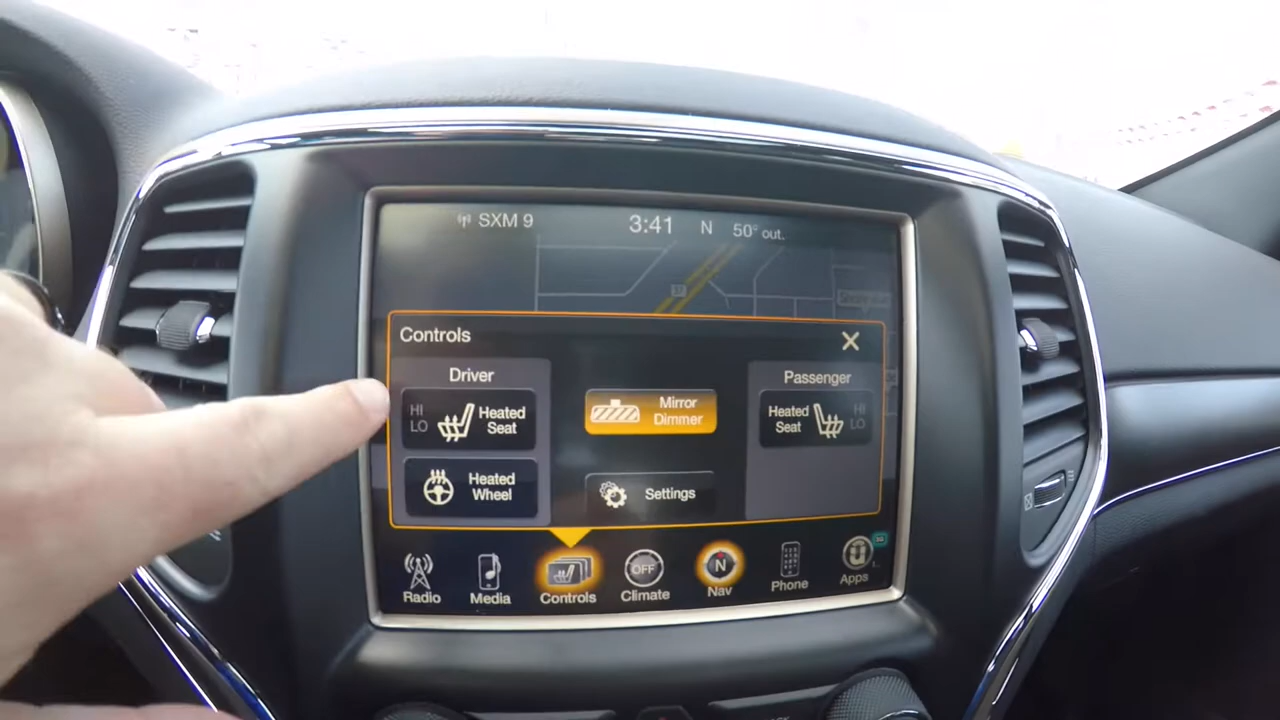 SXM 9 3:41 N 50° out.
37
Controls
Driver
Passenger
HI
LO
Heated
Seat
Mirror
Dimmer
Heated
Seat
HI
LO
Heated
Wheel
Settings
OFF
N
Radio
Media
Controls
Climate
Nav
Phone
Apps